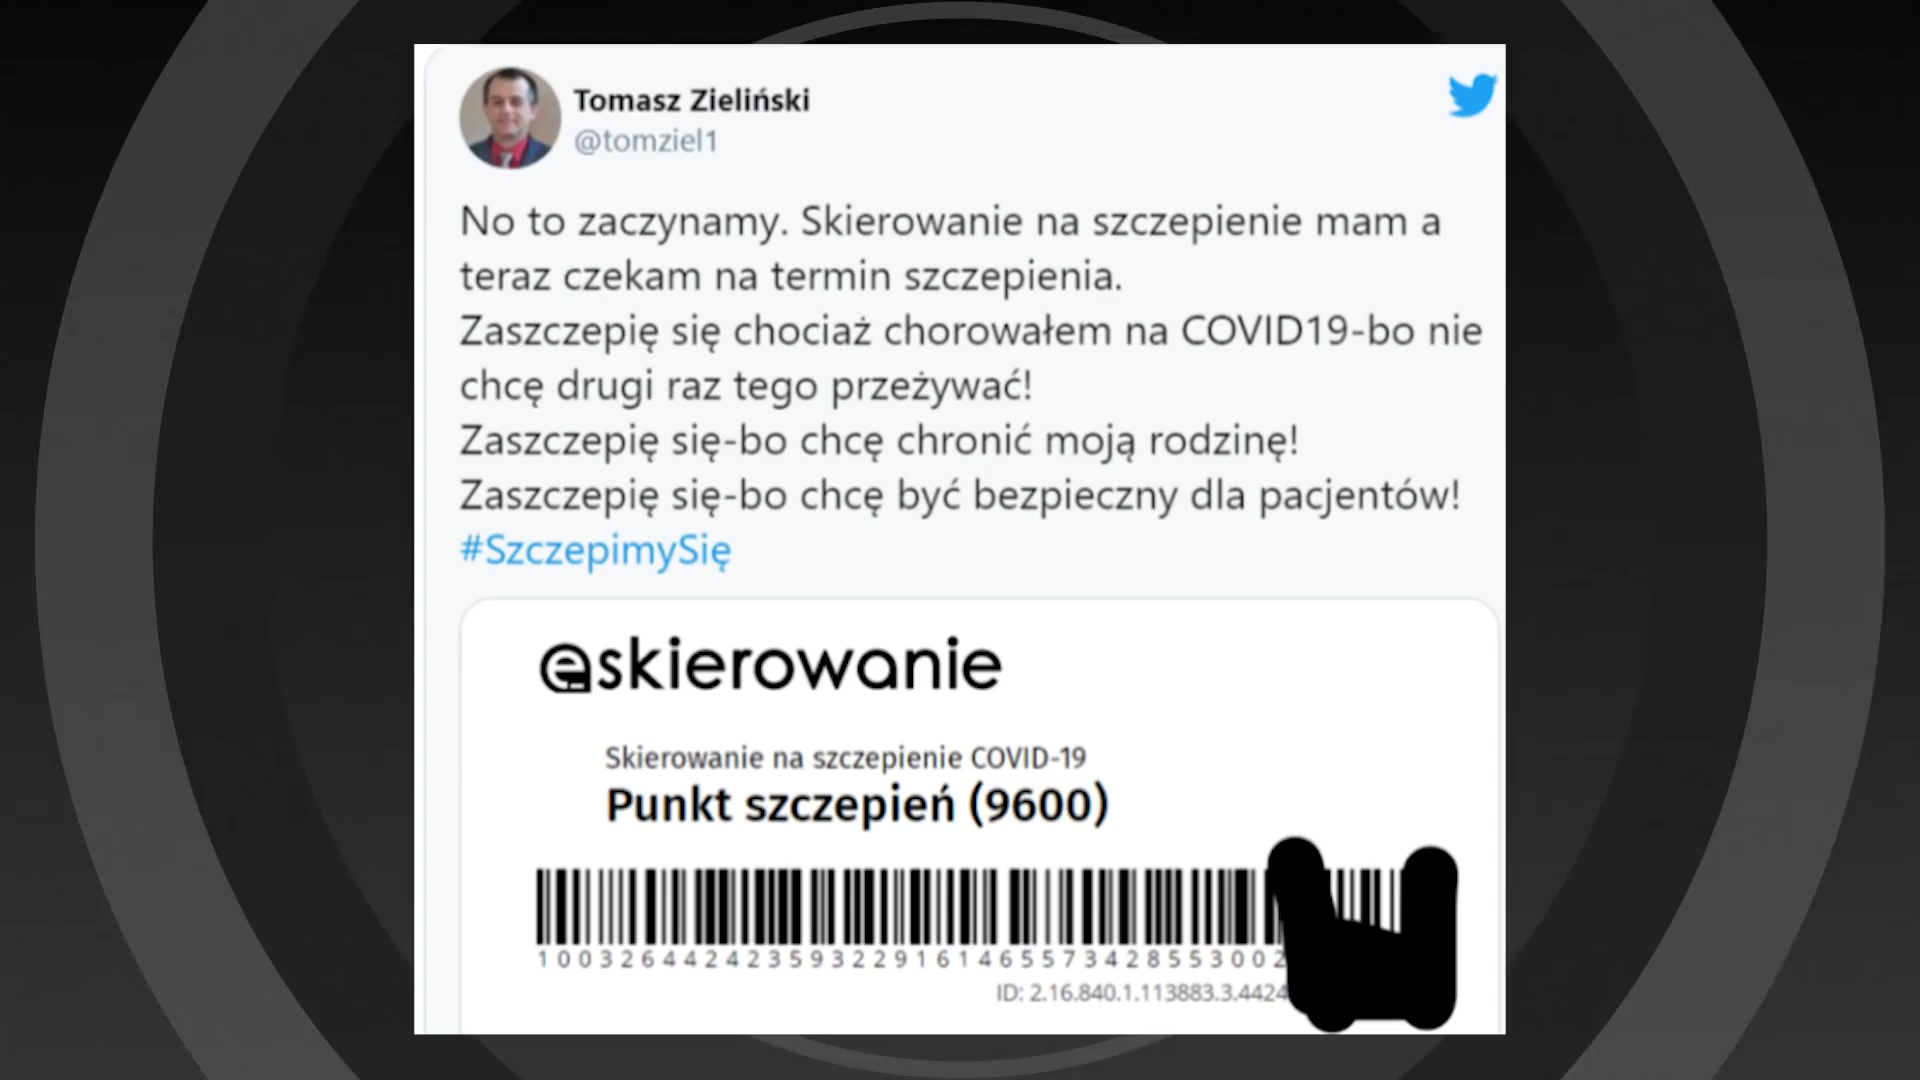 Tomasz Zieliński
@tomziel1
No to zaczynamy. Skierowanie na szczepienie mam a
teraz czekam na termin szczepienia.
Zaszczepię się chociaż chorowałem na COVID19-bo nie
chcę drugi raz tego przeżywać!
Zaszczepię się-bo chcę chronić moją rodzinę!
Zaszczepię się-bo chcę być bezpieczny dla pacjentów!
#SzczepimySię
eskierowanie
Skierowanie na szczepienie COVID-19
Punkt szczepień (9600)
100326442423593229161465573428553002
ID: 2.16.840.1.113883.3.4424